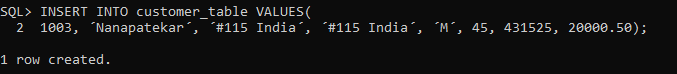 SQL> INSERT INTO customer_table VALUES(
2 1003, ´Nanapatekar´, ´#115 India´, ´#115 India´, ´M´, 45, 431525, 20000.50);
1 row created.